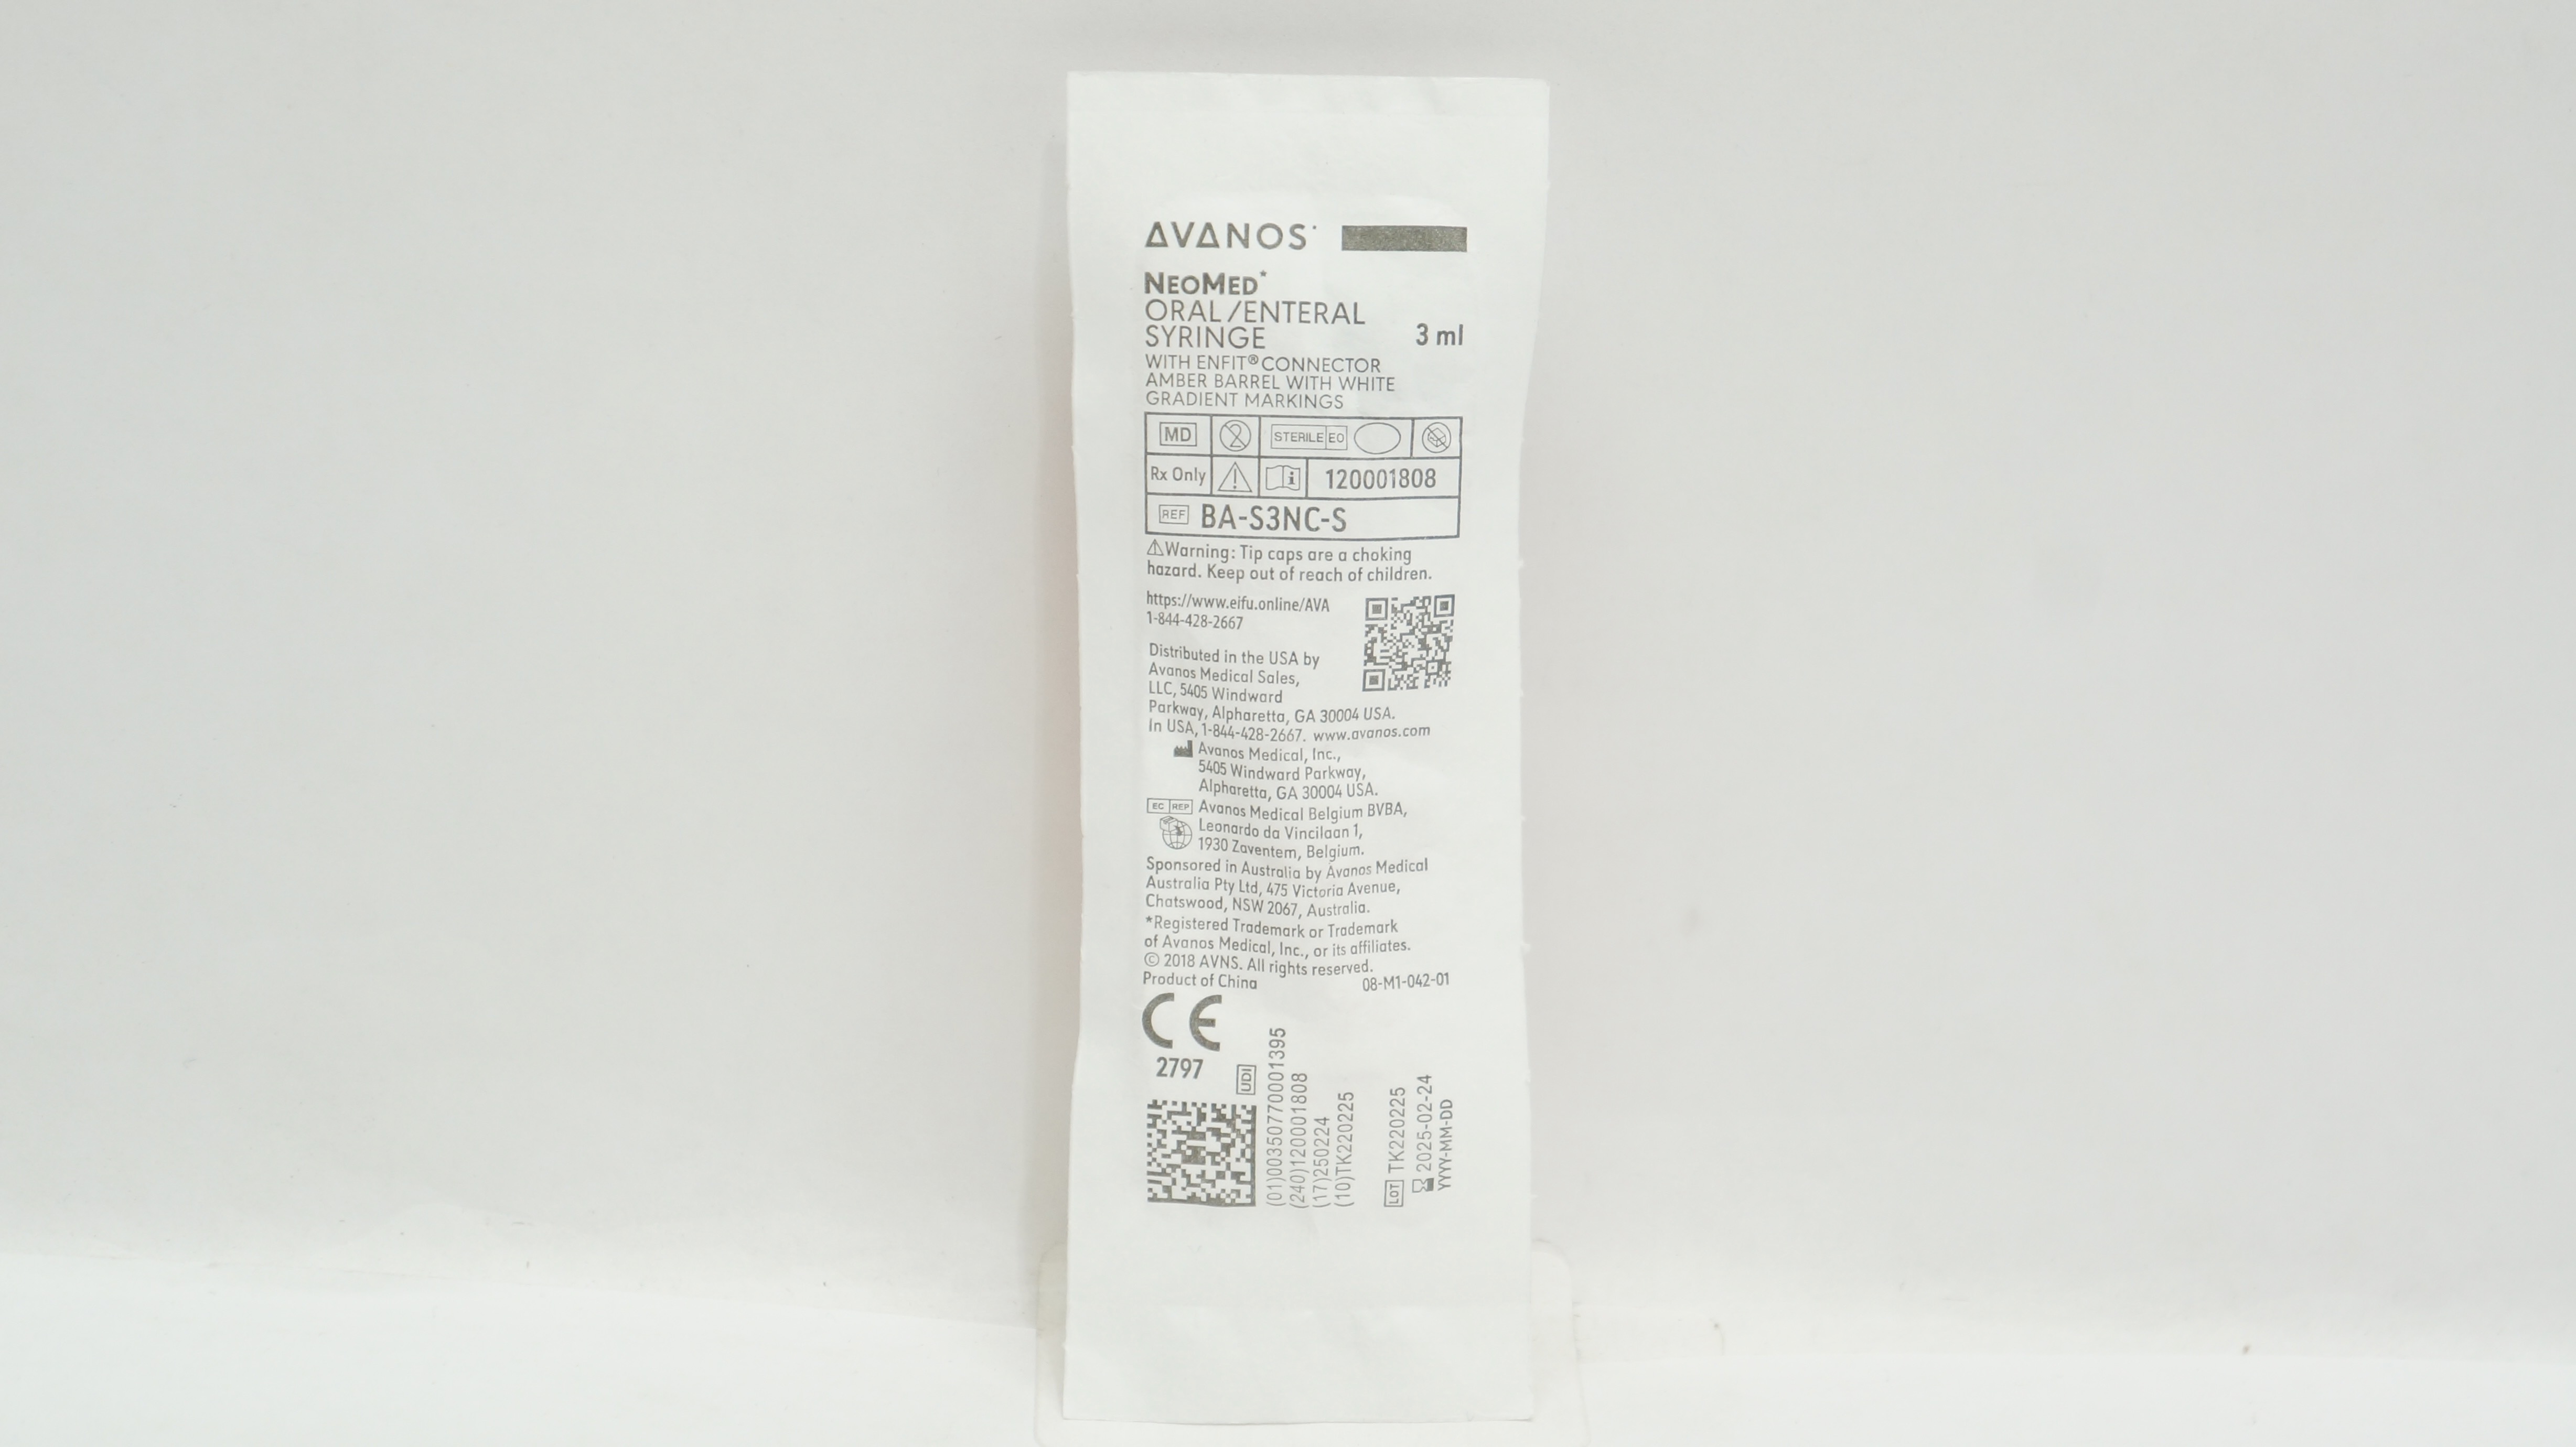 AVANOS*
NEOMED*
ORAL/ENTERAL
SYRINGE
3 ml
WITH ENFIT® CONNECTOR
AMBER BARREL WITH WHITE
GRADIENT MARKINGS
MD
2
STERILE EO
Rx Only
120001808
REF BA-S3NC-S
Warning: Tip caps are a choking
hazard. Keep out of reach of children.
https://www.eifu.online/AVA
1-844-428-2667
Distributed in the USA by
Avanos Medical Sales,
LLC, 5405 Windward
Parkway, Alpharetta, GA 30004 USA.
In USA, 1-844-428-2667. www.avanos.com
Avanos Medical, Inc.,
5405 Windward Parkway,
Alpharetta, GA 30004 USA.
EC REP Avanos Medical Belgium BVBA,
Leonardo da Vincilaan 1,
1930 Zaventem, Belgium.
Sponsored in Australia by Avanos Medical
Australia Pty Ltd, 475 Victoria Avenue,
Chatswood, NSW 2067, Australia.
*Registered Trademark or Trademark
of Avanos Medical, Inc., or its affiliates.
© 2018 AVNS. All rights reserved.
Product of China
08-M1-042-01
CE
2797
UDI
(01)00350770001395
(240)120001808
(17)250224
(10)TK220225
LOT TK220225
2025-02-24
YYYY-MM-DD